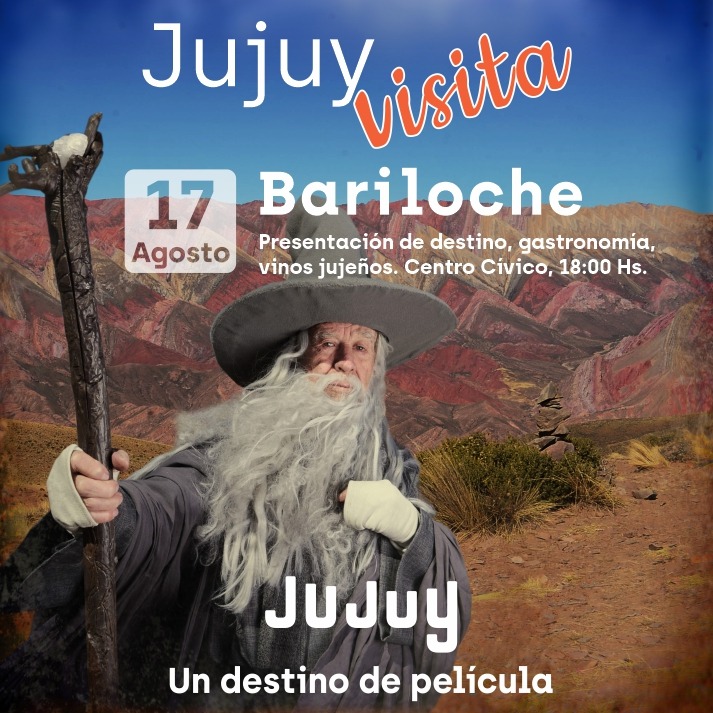 Jujuy
Visita
17
Agosto
Bariloche
Presentación de destino, gastronomía,
vinos jujeños. Centro Cívico, 18:00 Hs.
JuJuy
Un destino de película